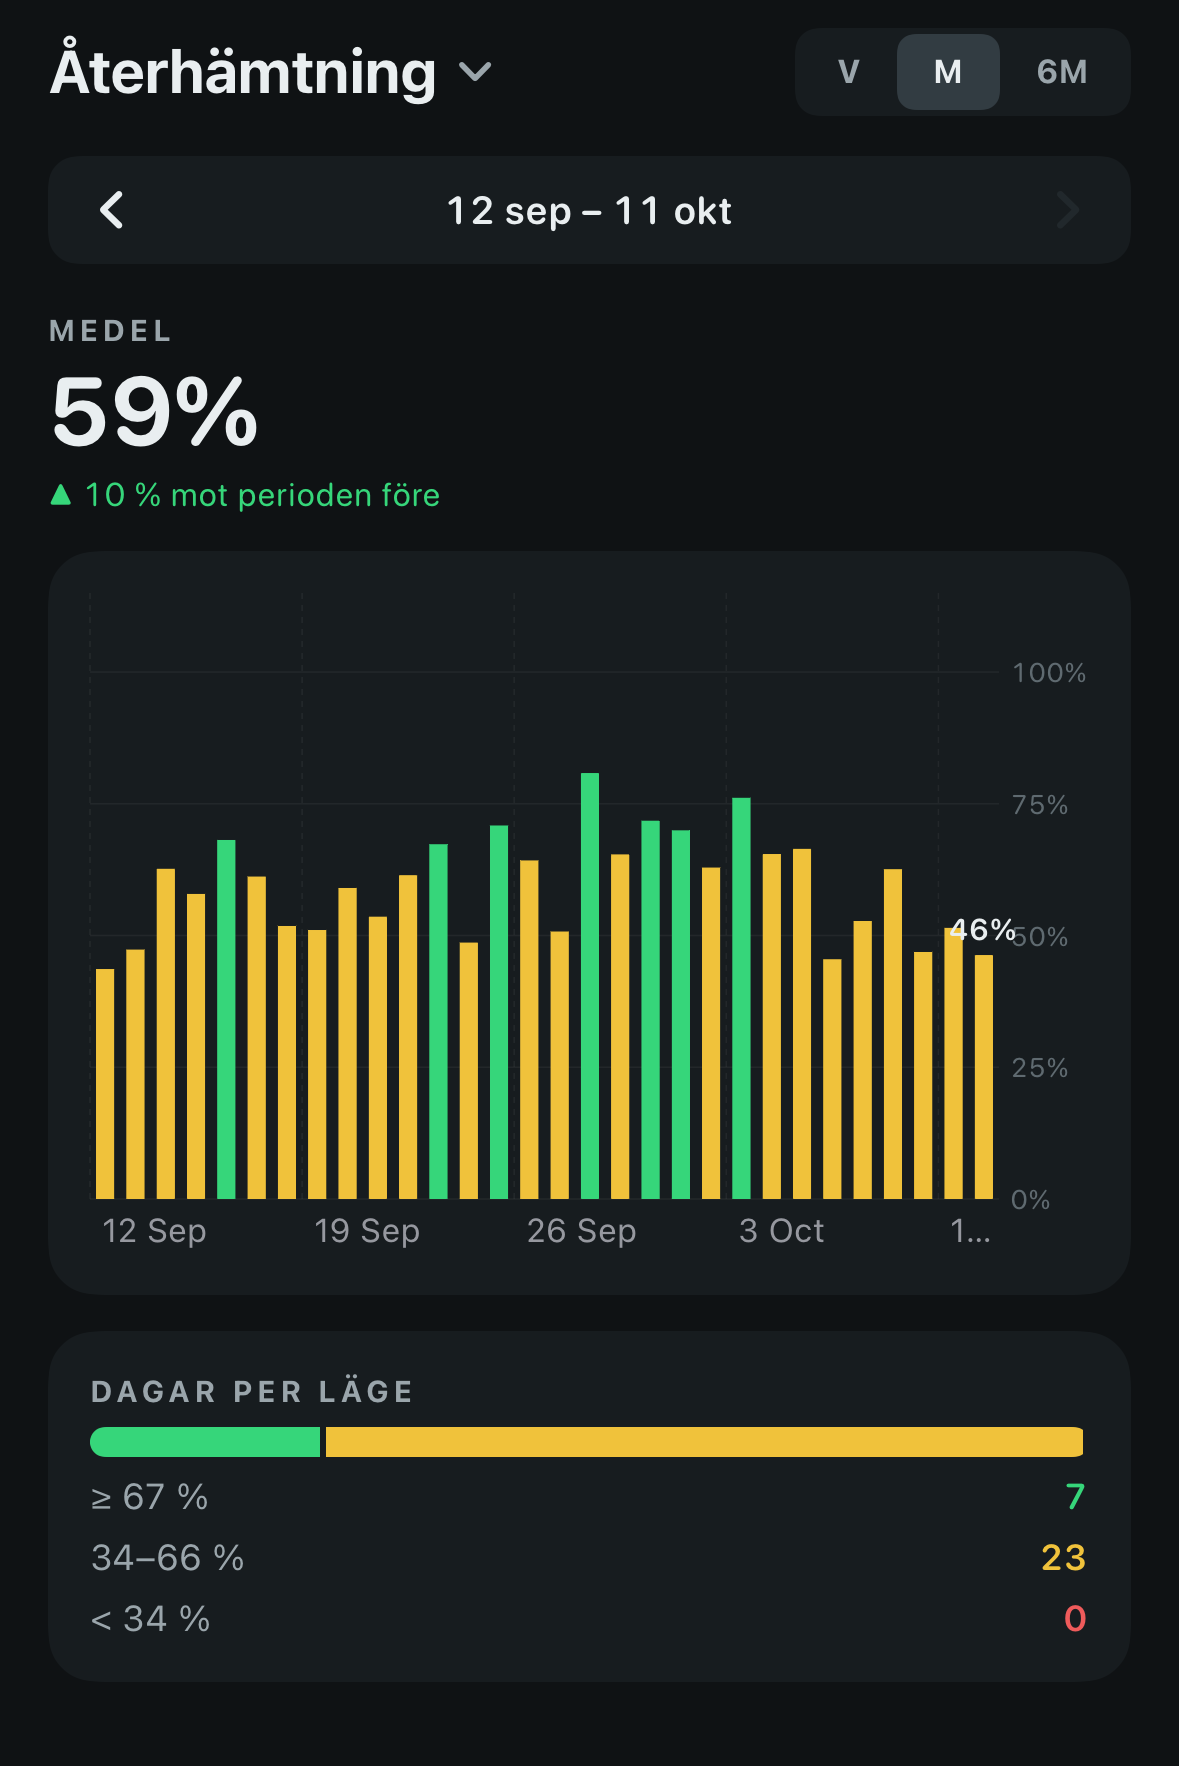 Återhämtning
V M 6M
12 sep – 11 okt
MEDEL
59%
▲ 10 % mot perioden före
100%
75%
46%
50%
25%
0%
12 Sep 19 Sep 26 Sep 3 Oct 1...
DAGAR PER LÄGE
≥ 67 % 7
34–66 % 23
< 34 % 0